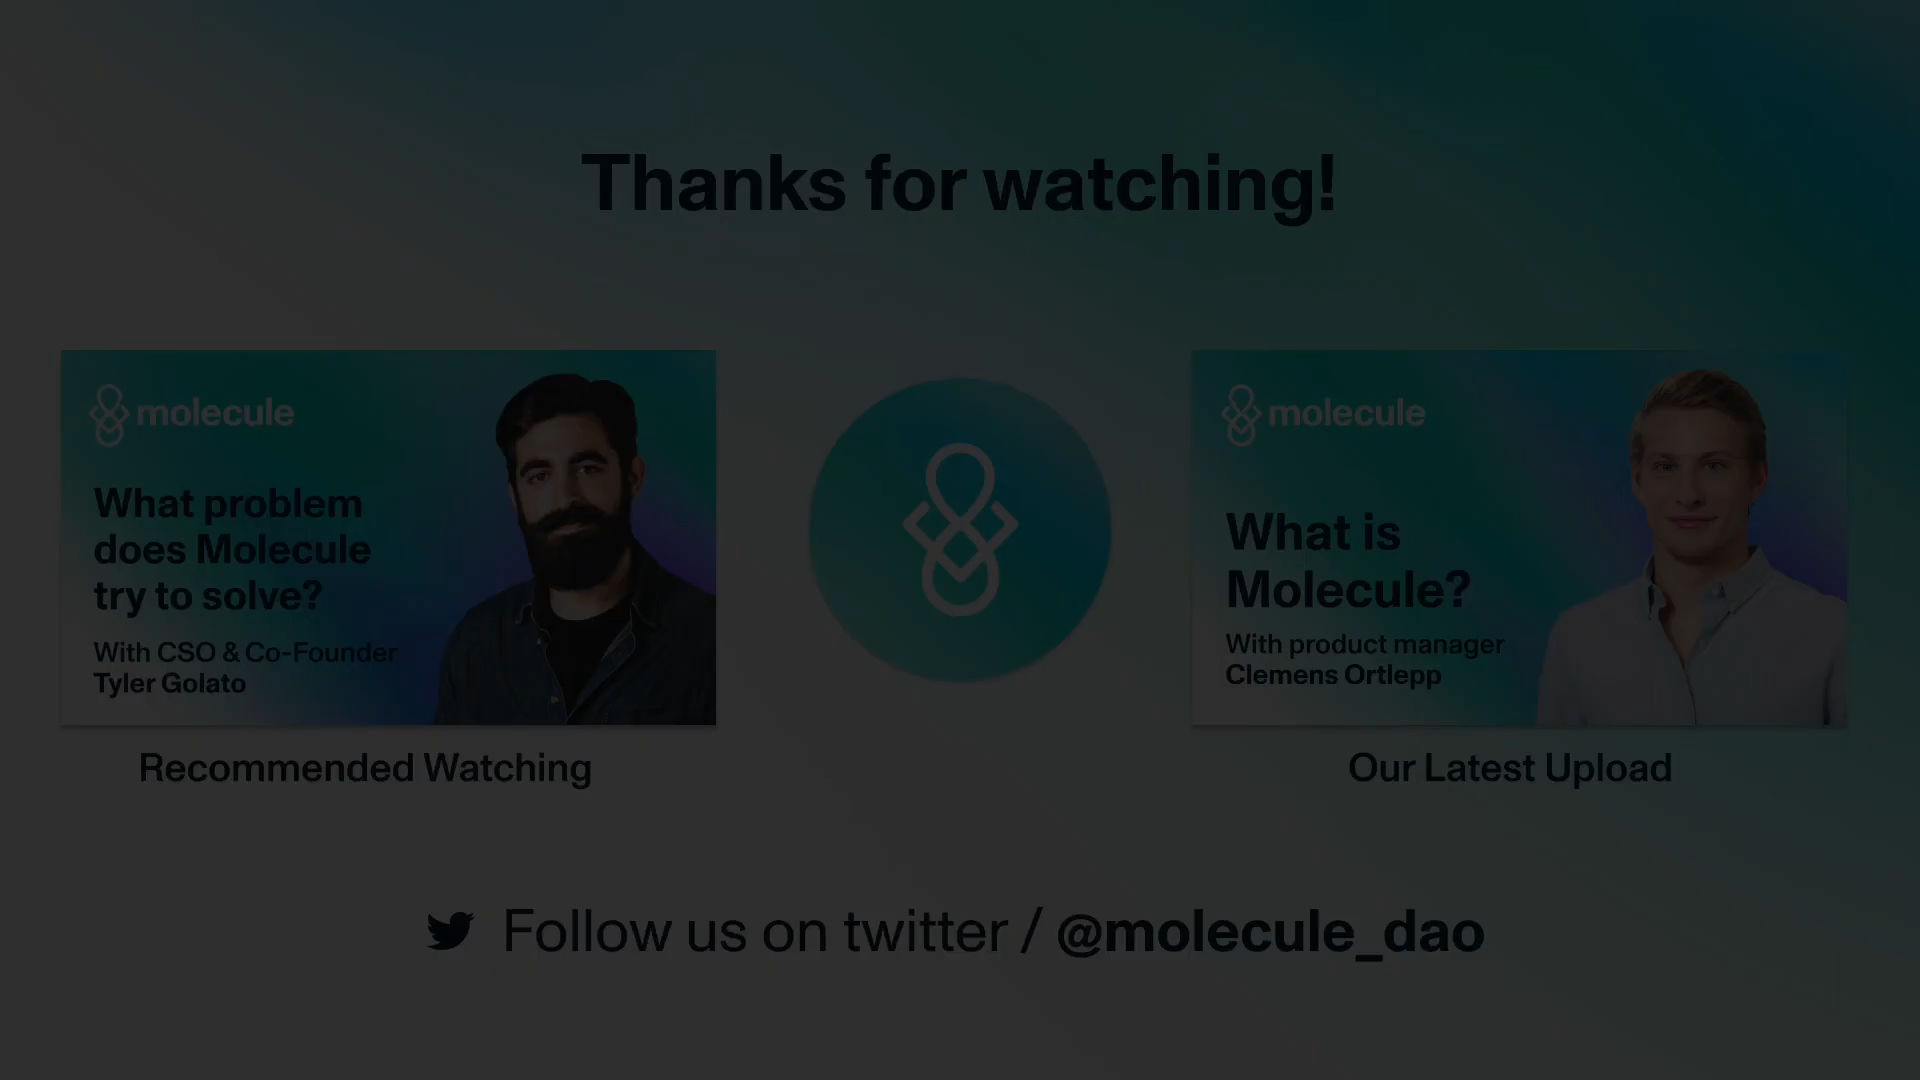 Thanks for watching!
molecule
What problem
does Molecule
try to solve?
With CSO & Co-Founder
Tyler Golato
Recommended Watching
molecule
What is
Molecule?
With product manager
Clemens Ortlepp
Our Latest Upload
Follow us on twitter / @molecule_dao